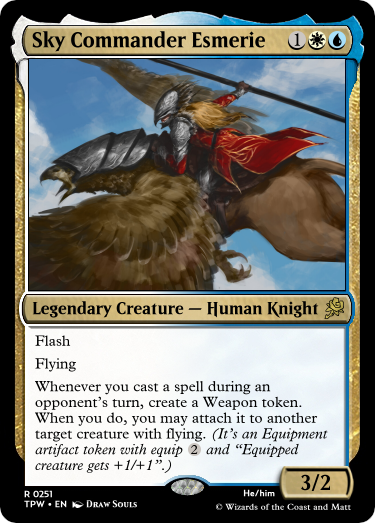 Sky Commander Esmerie 1
Legendary Creature — Human Knight
Flash
Flying
Whenever you cast a spell during an
opponent's turn, create a Weapon token.
When you do, you may attach it to another
target creature with flying. (It's an Equipment
artifact token with equip 2 and “Equipped
creature gets +1/+1”.)
3/2
R 0251
He/him
TPW • EN Draw Souls
© Wizards of the Coast and Matt